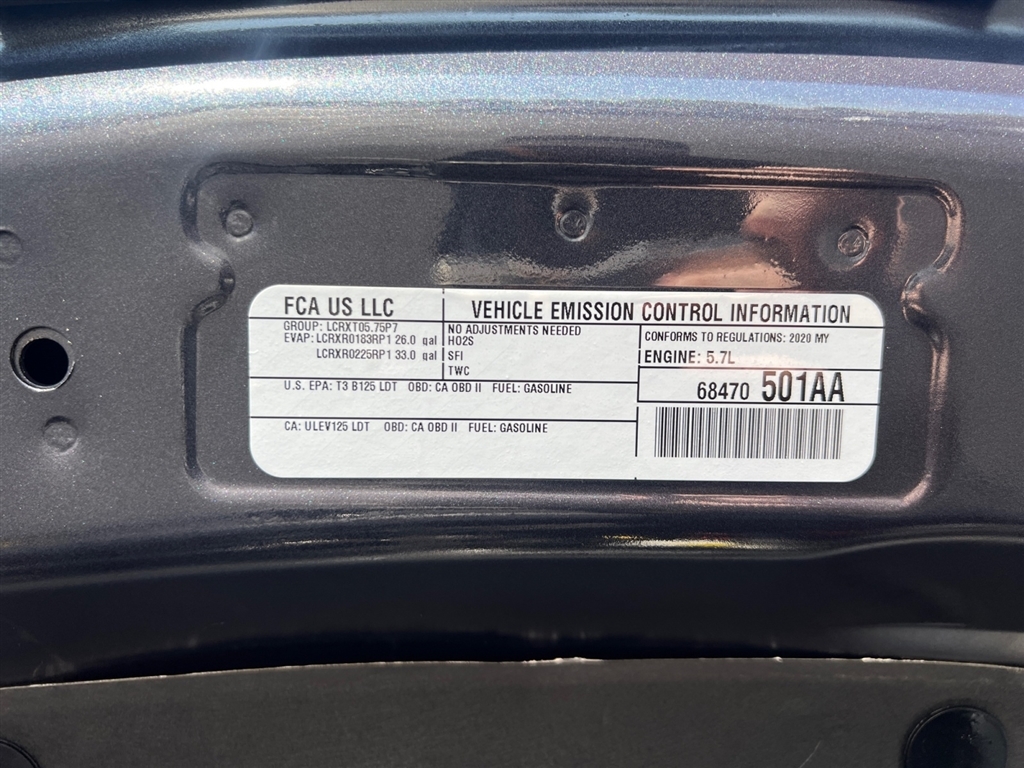 FCA US LLC
VEHICLE EMISSION CONTROL INFORMATION
GROUP: LCRXT05.75P7
EVAP: LCRXR0183RP1 26.0 gal
LCRXR0225RP1 33.0 gal
NO ADJUSTMENTS NEEDED
HO2S
SFI
TWC
CONFORMS TO REGULATIONS: 2020 MY
ENGINE: 5.7L
U.S. EPA: T3 B125 LDT OBD: CA OBD II FUEL: GASOLINE
68470 501AA
CA: ULEV125 LDT OBD: CA OBD II FUEL: GASOLINE